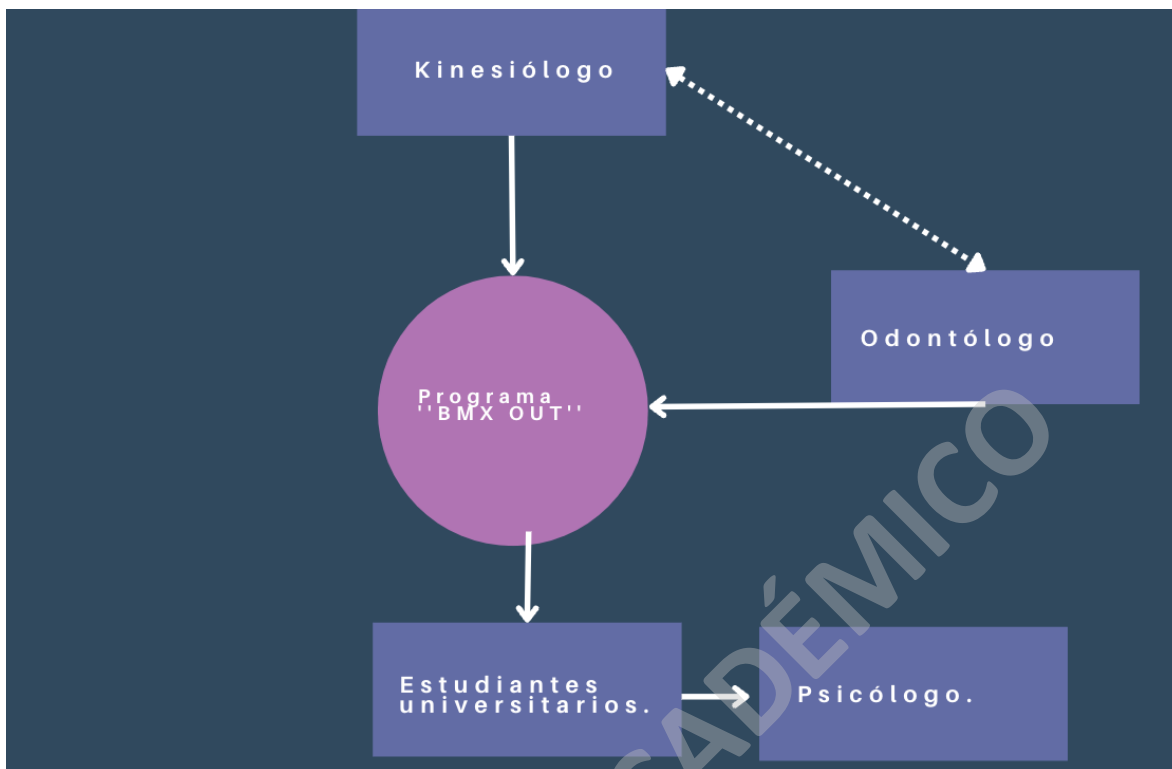 Kinesiólogo
Odontólogo
Programa
''BMX OUT''
Estudiantes
universitarios.
Psicólogo.